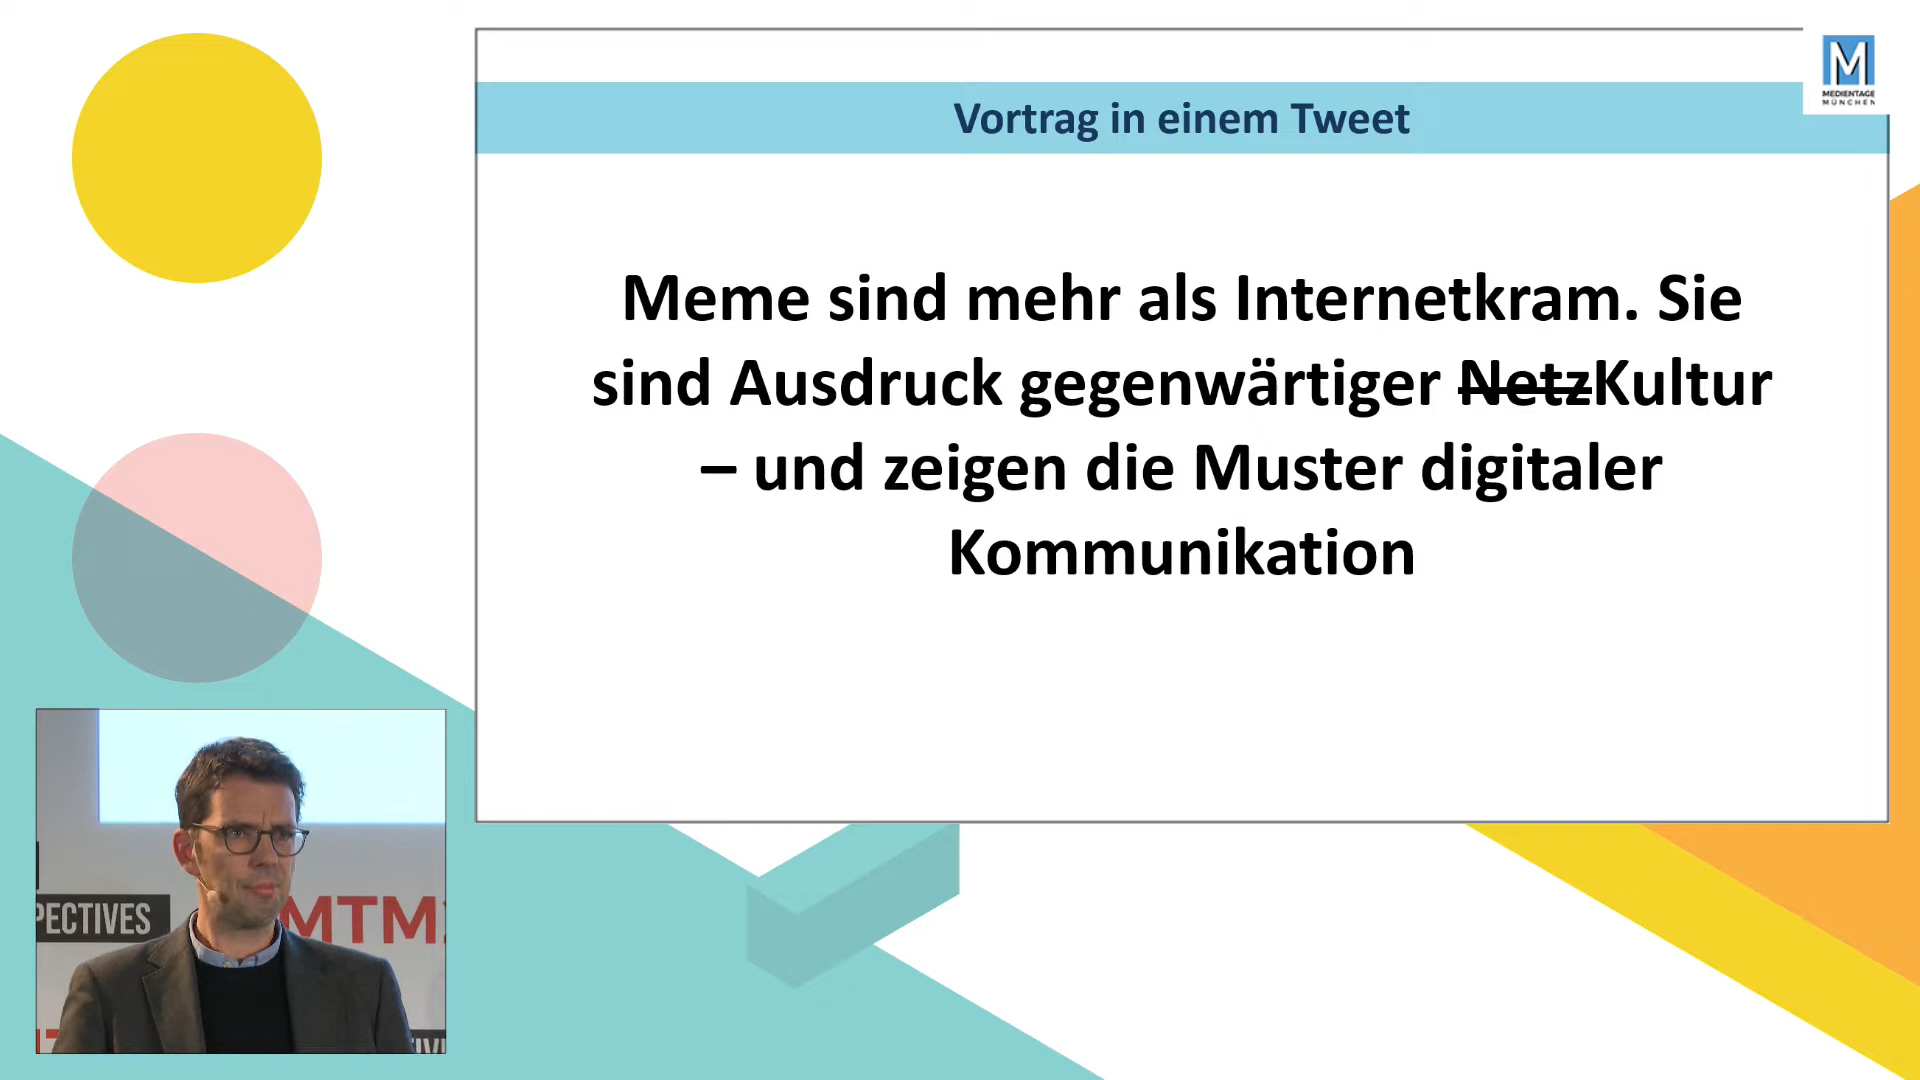 M
MEDIENTAGE
MÜNCHEN
Vortrag in einem Tweet
Meme sind mehr als Internetkram. Sie
sind Ausdruck gegenwärtiger NetzKultur
– und zeigen die Muster digitaler
Kommunikation
PECTIVES
MTM